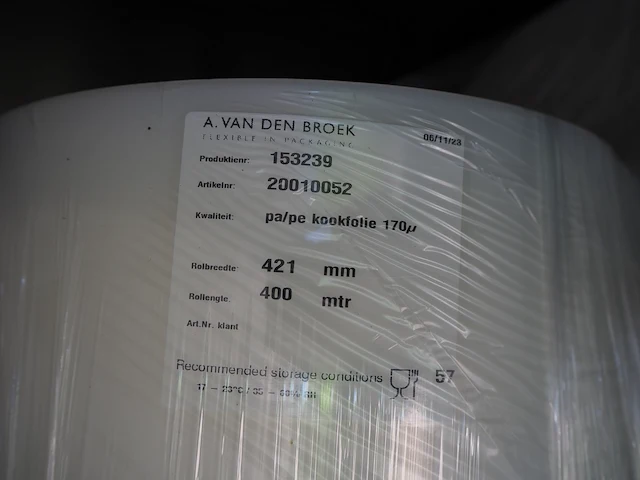 A. VAN DEN BROEK
06/11/23
FLEXIBLE IN PACKAGING
Produktienr: 153239
Artikelnr: 20010052
Kwaliteit: pa/pe kookfolie 170µ
Rolbreedte: 421 mm
Rollengte 400 mtr
Art.Nr. klant
Recommended storage conditions 57